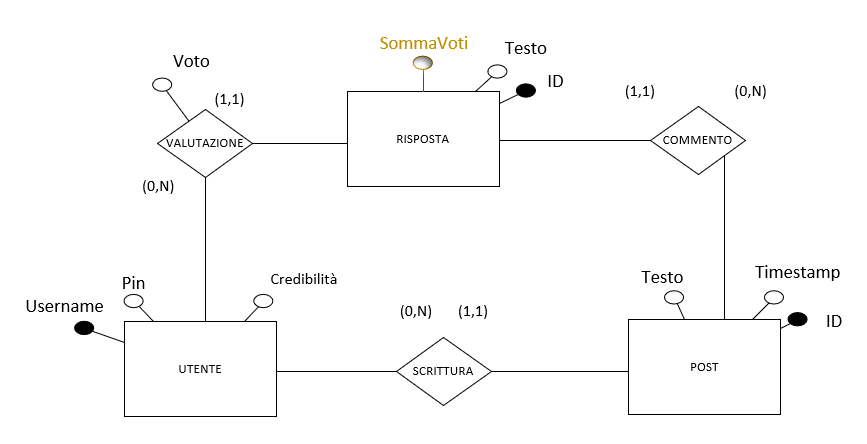 SommaVoti
Testo
Voto
ID
(1,1)
(1,1)
(0,N)
VALUTAZIONE
RISPOSTA
COMMENTO
(0,N)
Pin
Credibilità
Testo
Timestamp
Username
(0,N)
(1,1)
ID
UTENTE
SCRITTURA
POST